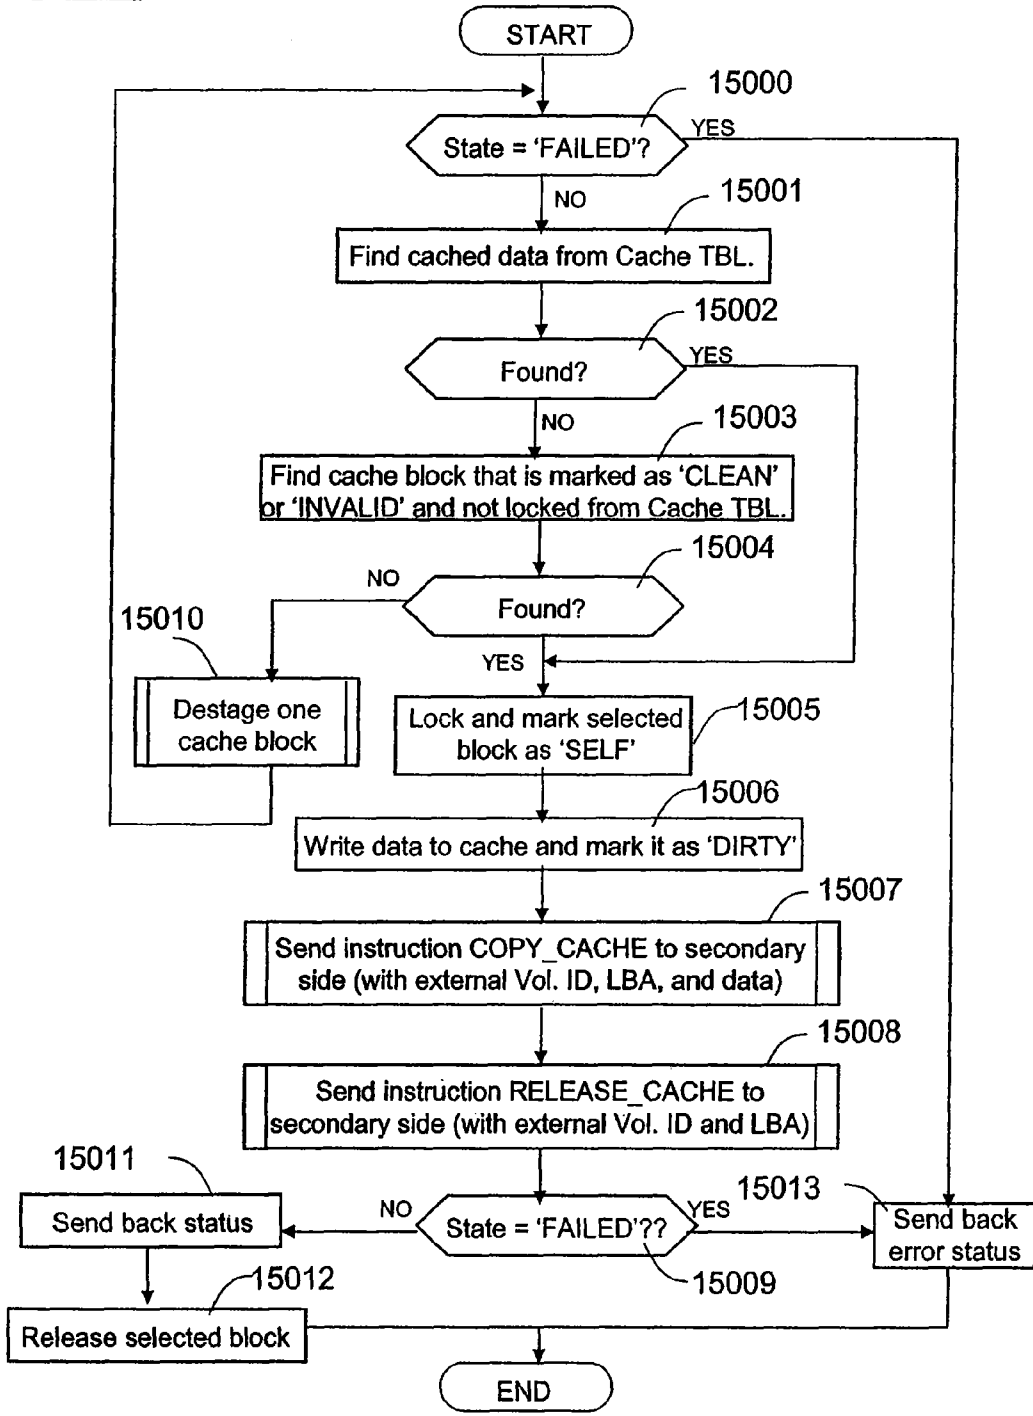 START
15000
State = ‘FAILED’?
YES
NO
15001
Find cached data from Cache TBL.
15002
Found?
YES
NO
15003
Find cache block that is marked as ‘CLEAN’
or ‘INVALID’ and not locked from Cache TBL.
15004
NO
Found?
15010
YES
Destage one
cache block
Lock and mark selected
block as ‘SELF’
15005
15006
Write data to cache and mark it as ‘DIRTY’
15007
Send instruction COPY_CACHE to secondary
side (with external Vol. ID, LBA, and data)
15008
Send instruction RELEASE_CACHE to
secondary side (with external Vol. ID and LBA)
15011
15013
Send back status
NO
State = ‘FAILED’??
YES
Send back
error status
15009
15012
Release selected block
END